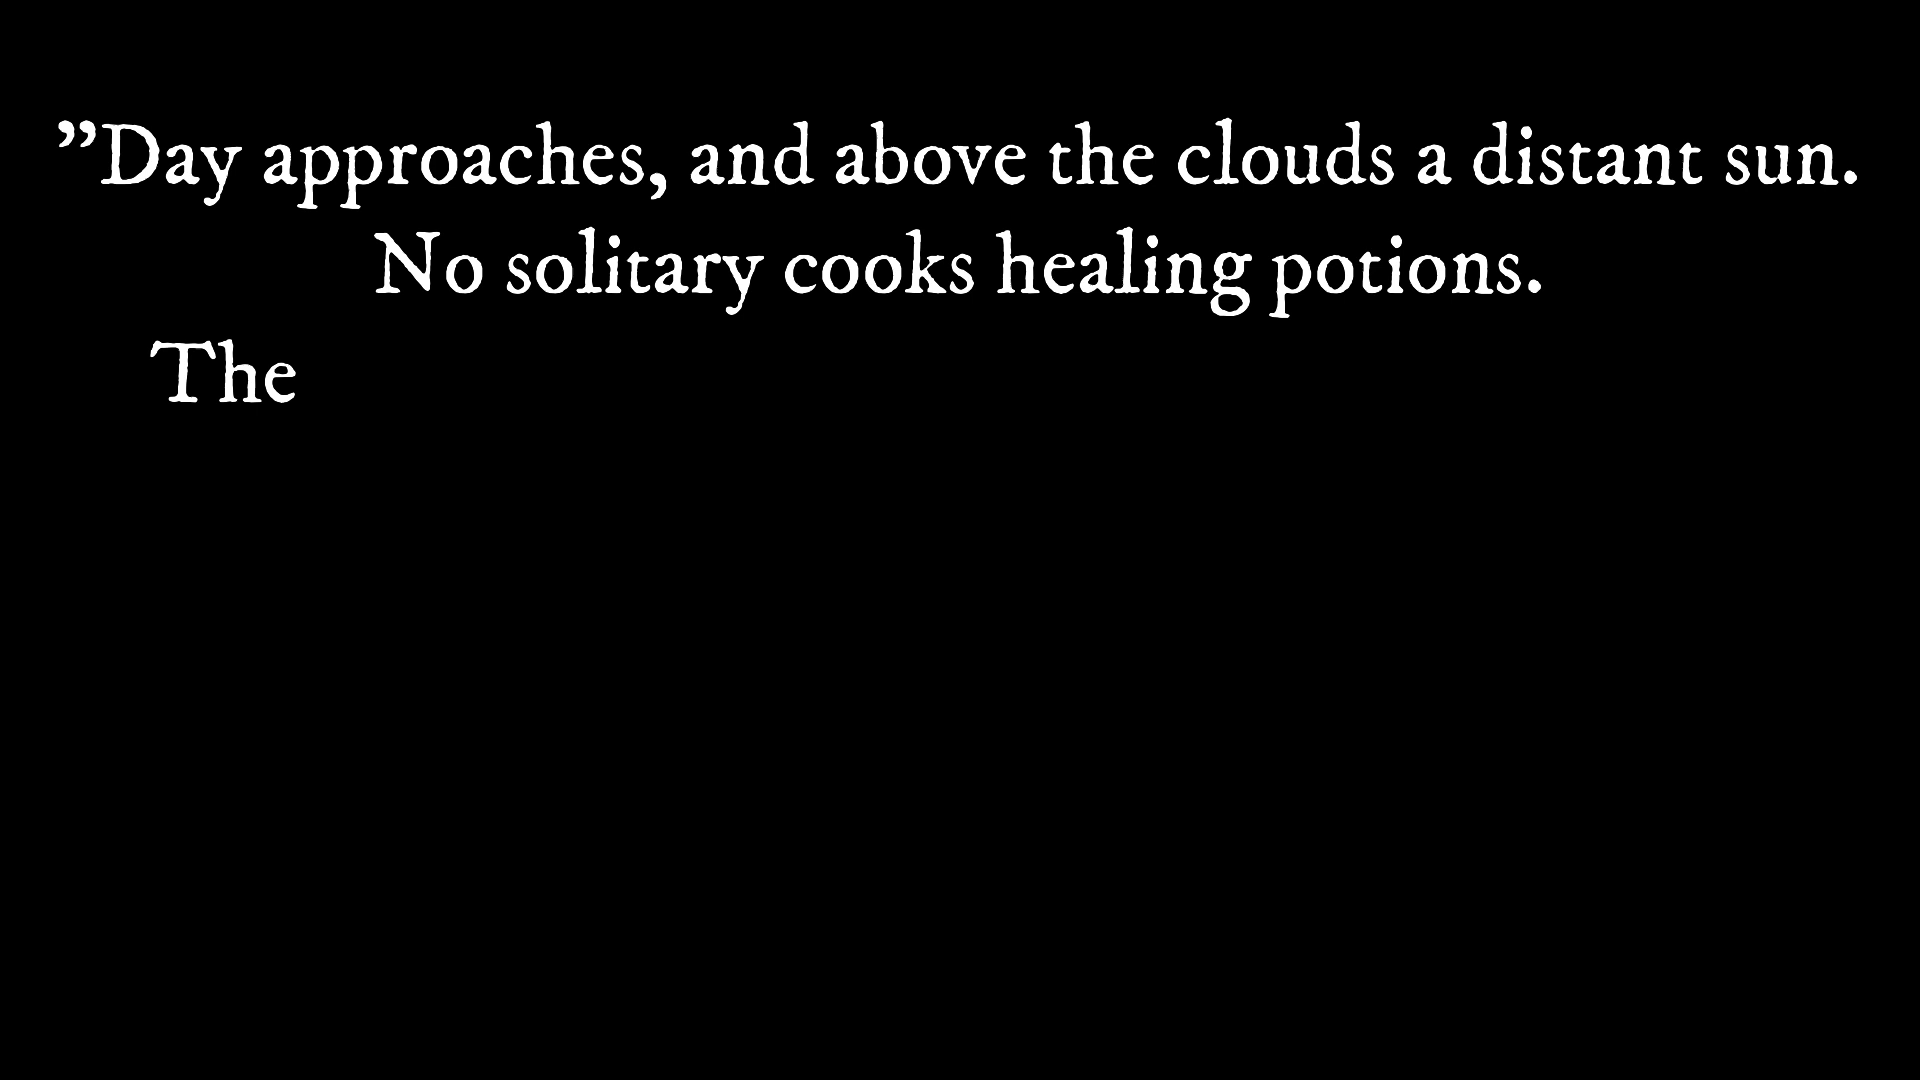 ”Day approaches, and above the clouds a distant sun.
No solitary cooks healing potions.
The